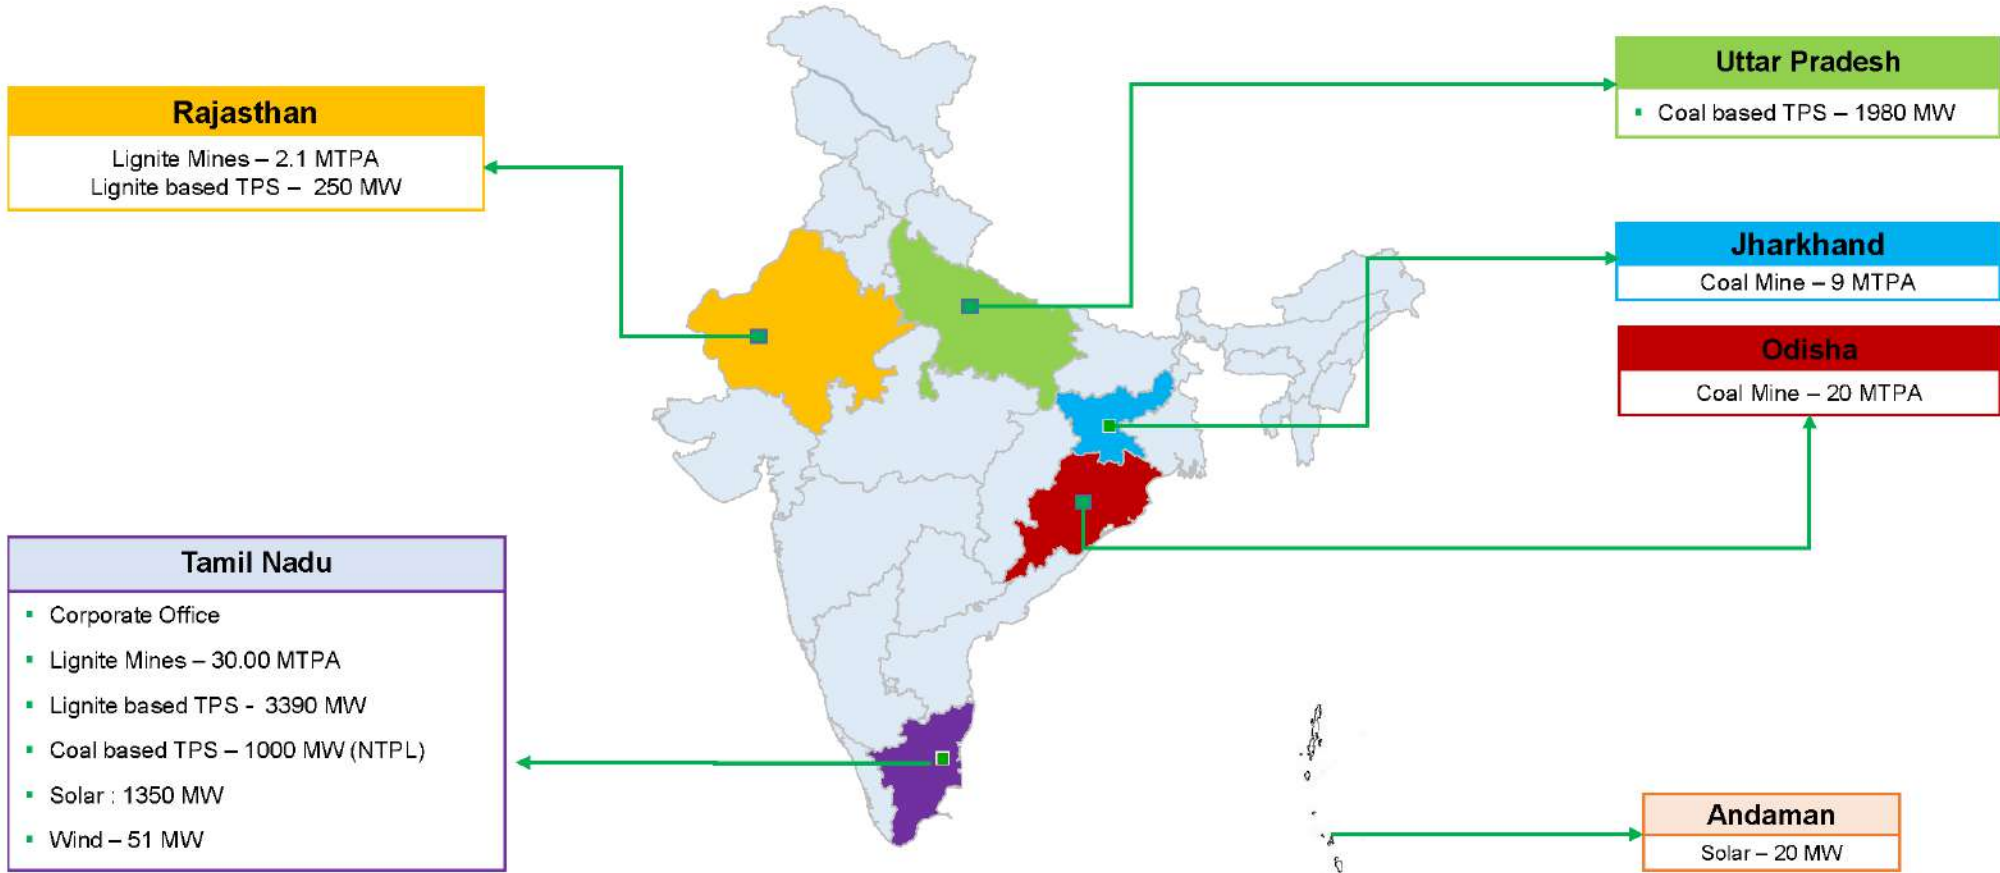 Rajasthan
Lignite Mines – 2.1 MTPA
Lignite based TPS – 250 MW
Uttar Pradesh
▪ Coal based TPS – 1980 MW
Jharkhand
Coal Mine – 9 MTPA
Odisha
Coal Mine – 20 MTPA
Tamil Nadu
▪ Corporate Office
▪ Lignite Mines – 30.00 MTPA
▪ Lignite based TPS - 3390 MW
▪ Coal based TPS – 1000 MW (NTPL)
▪ Solar : 1350 MW
▪ Wind – 51 MW
Andaman
Solar – 20 MW